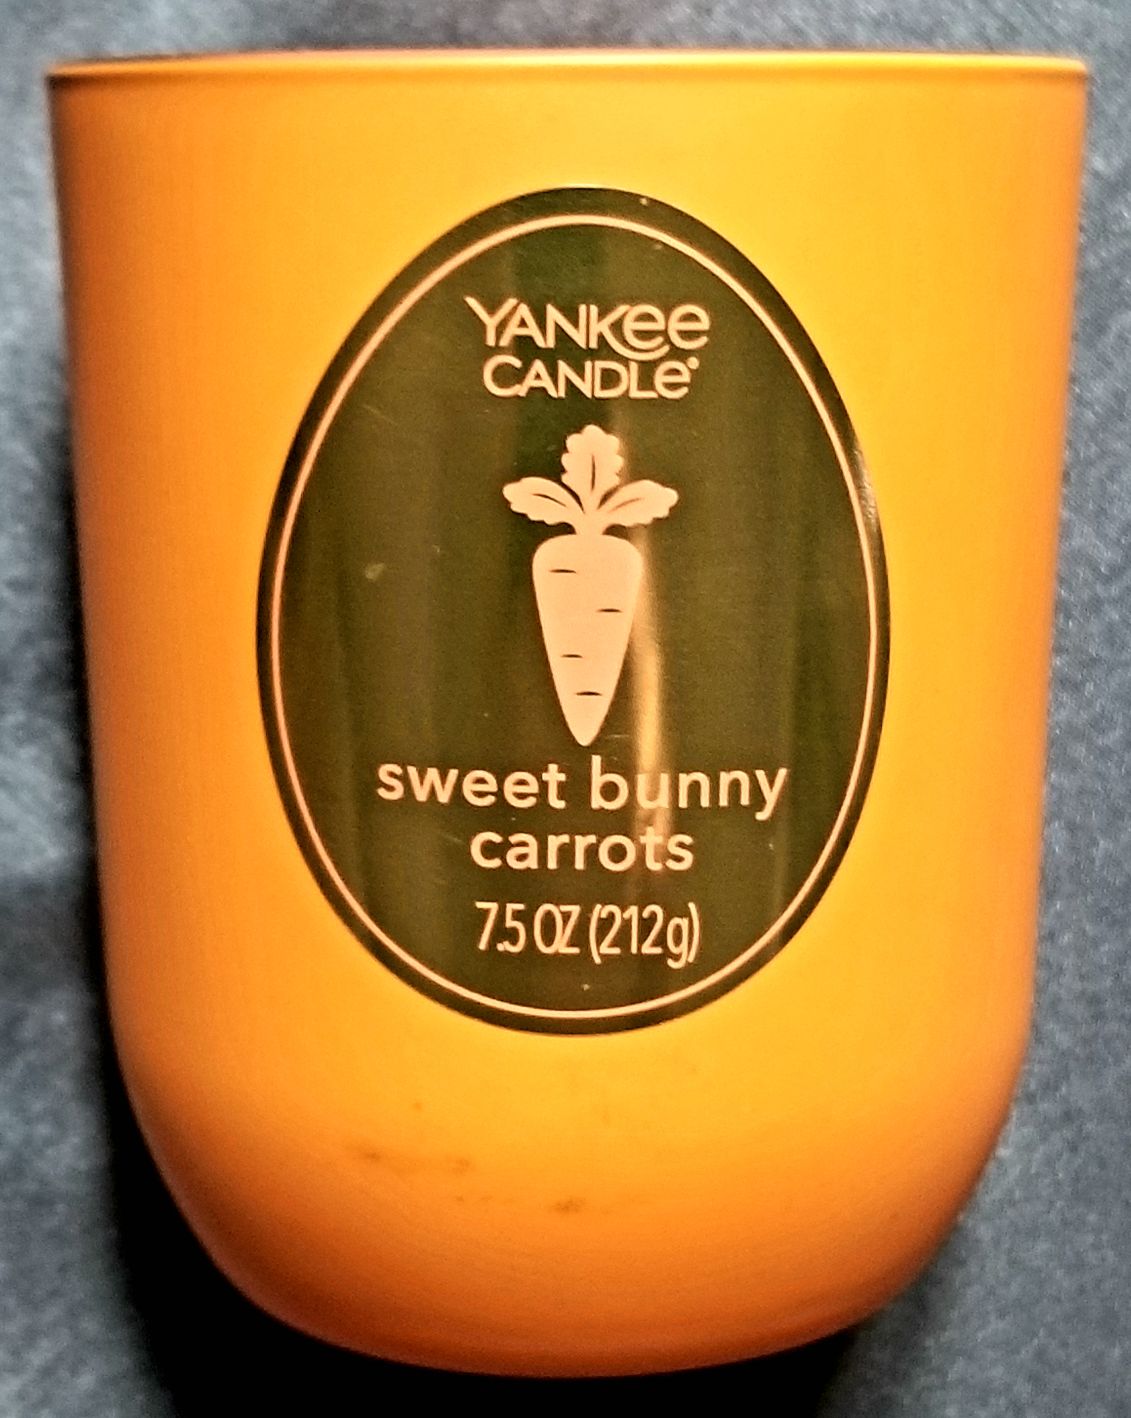 YANKee
CANDLe®
sweet bunny
carrots
7.5 OZ (212g)